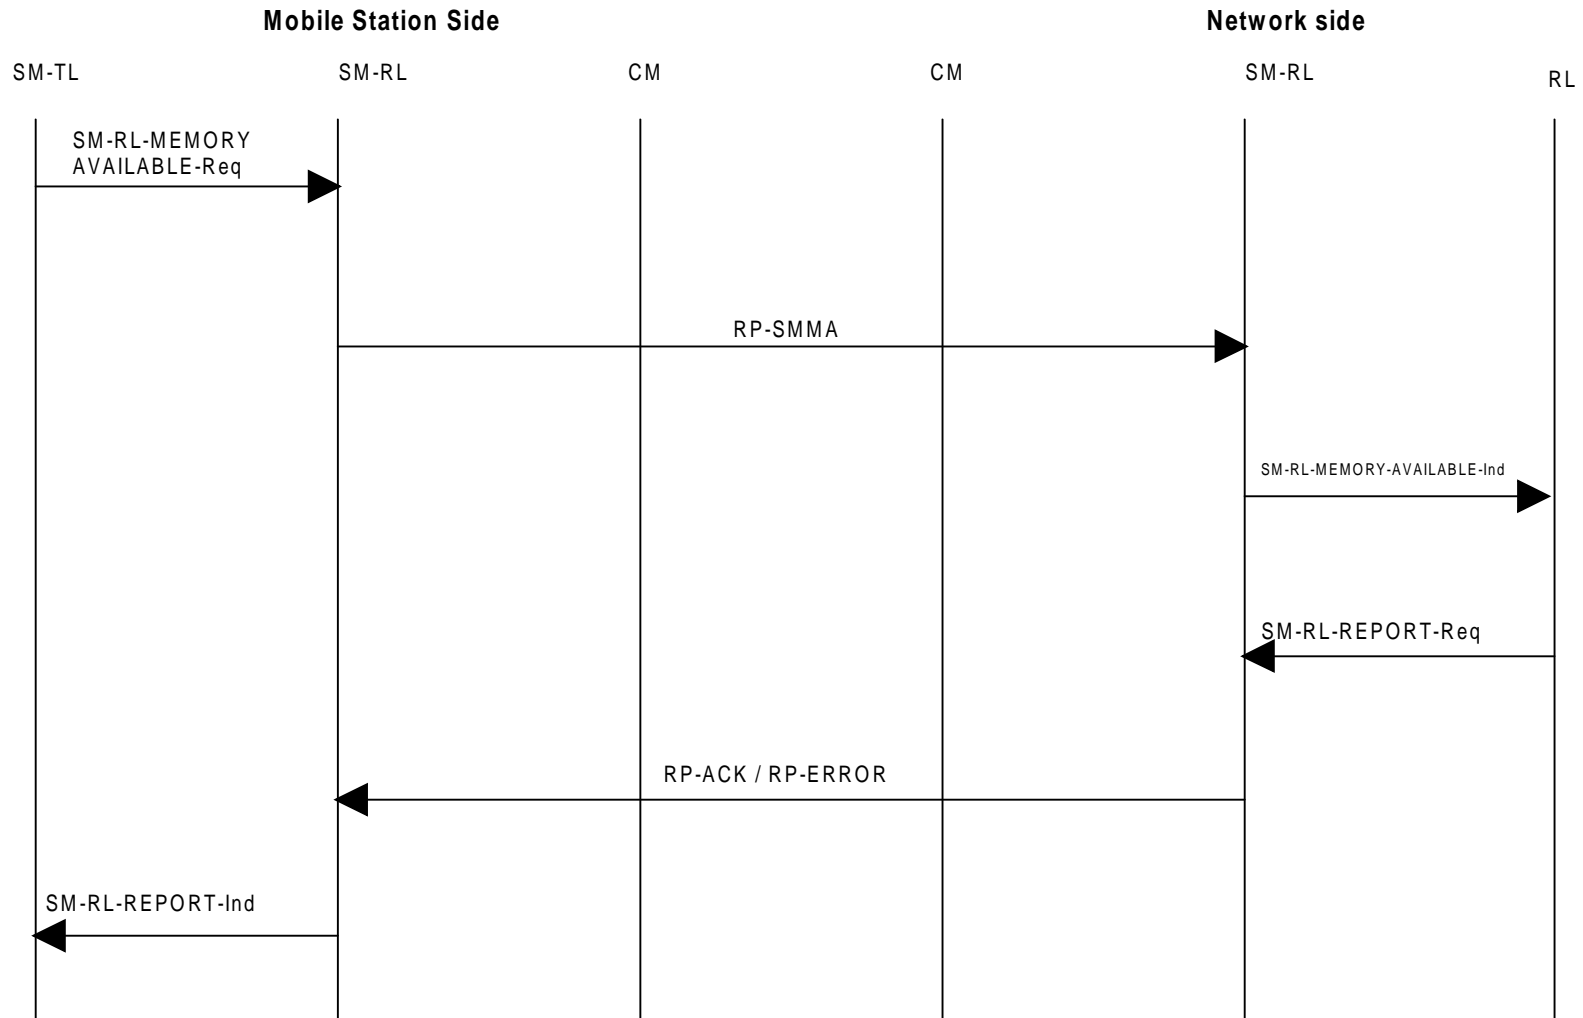 Mobile Station Side
Network side
SM-TL
SM-RL
CM
CM
SM-RL
RL
SM-RL-MEMORY
AVAILABLE-Req
RP-SMMA
SM-RL-MEMORY-AVAILABLE-Ind
SM-RL-REPORT-Req
RP-ACK / RP-ERROR
SM-RL-REPORT-Ind